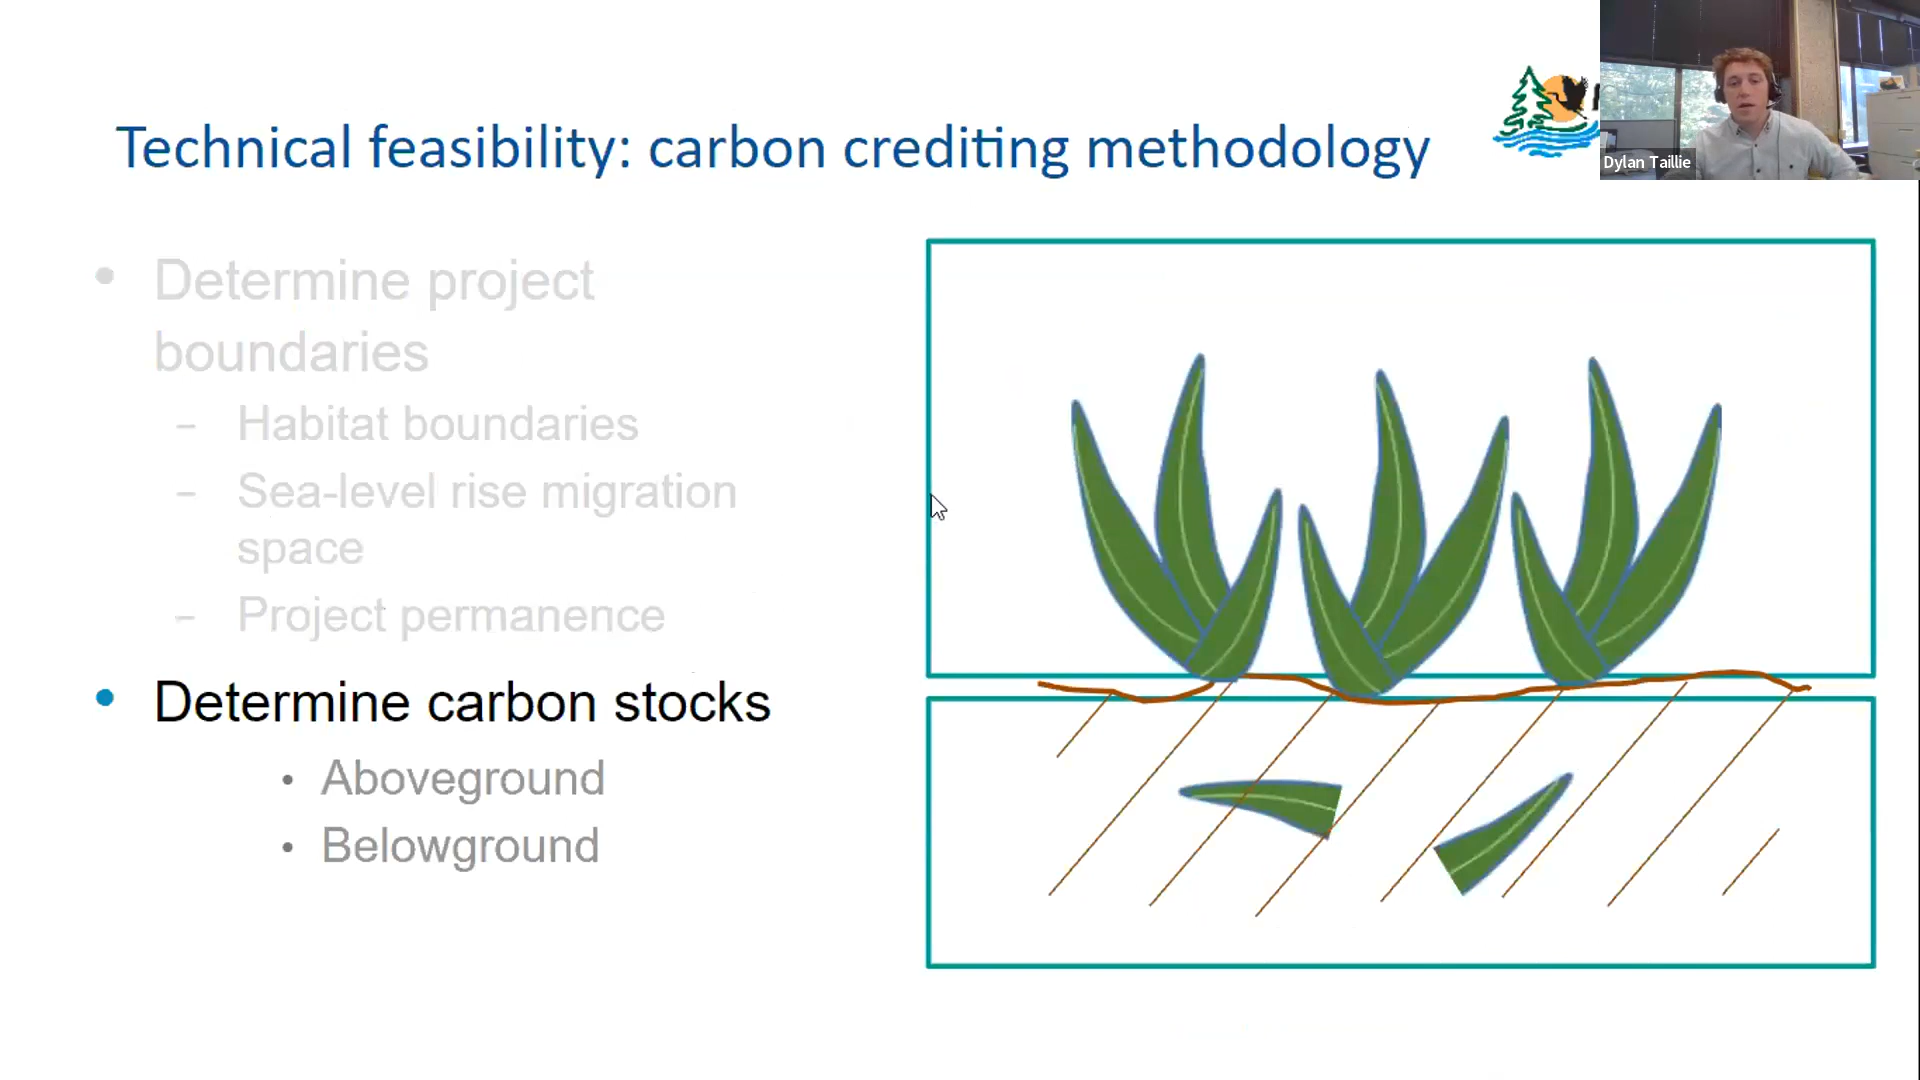 Technical feasibility: carbon crediting methodology
Dylan Taillie
• Determine project
boundaries
– Habitat boundaries
– Sea-level rise migration
space
– Project permanence
• Determine carbon stocks
• Aboveground
• Belowground